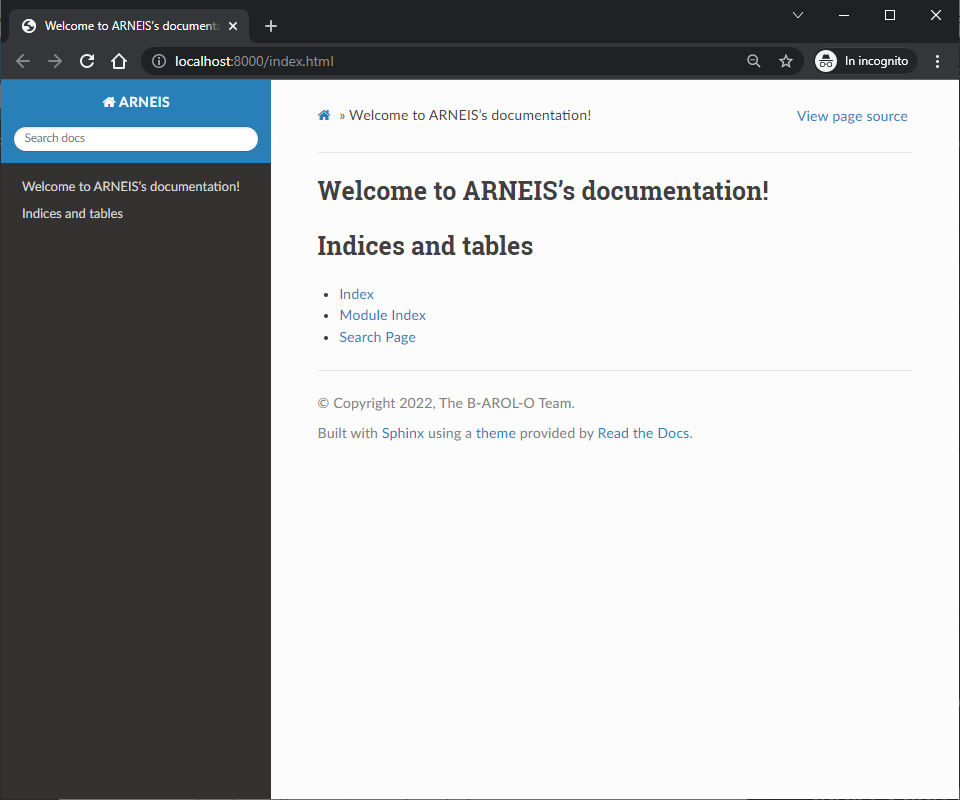 Welcome to ARNEIS's document
localhost:8000/index.html
In incognito
ARNEIS
Search docs
Welcome to ARNEIS's documentation!
Indices and tables
» Welcome to ARNEIS's documentation!
View page source
Welcome to ARNEIS's documentation!
Indices and tables
Index
Module Index
Search Page
© Copyright 2022, The B-AROL-O Team.
Built with Sphinx using a theme provided by Read the Docs.